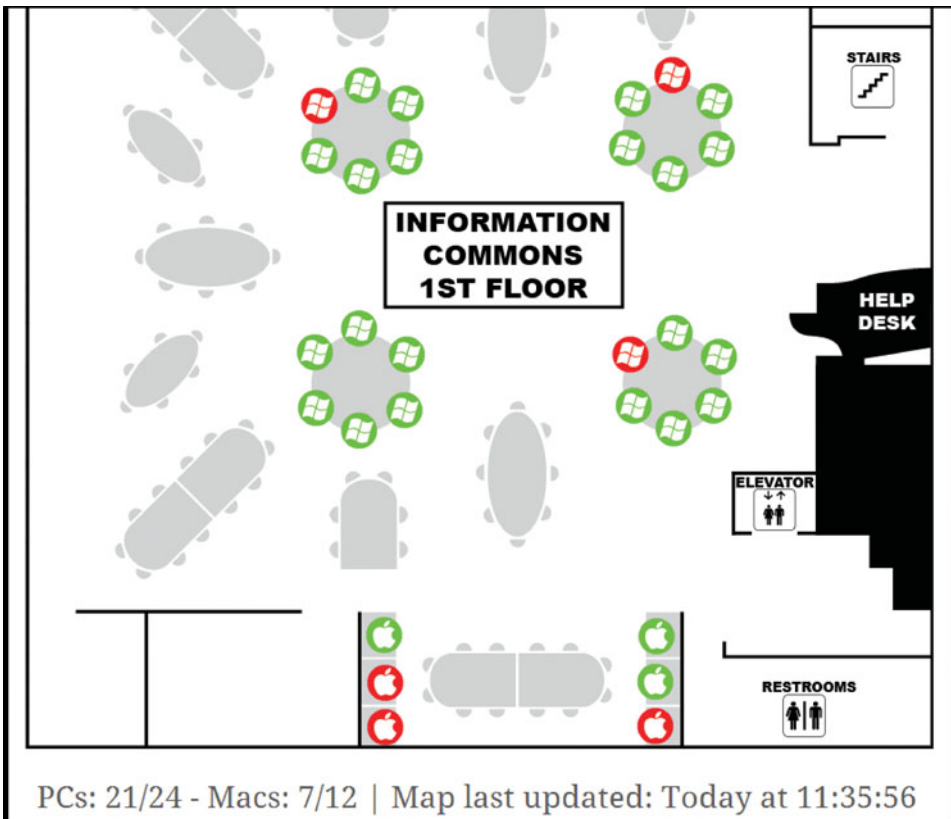 STAIRS
INFORMATION
COMMONS
1ST FLOOR
HELP
DESK
ELEVATOR
RESTROOMS
PCs: 21/24 - Macs: 7/12 | Map last updated: Today at 11:35:56